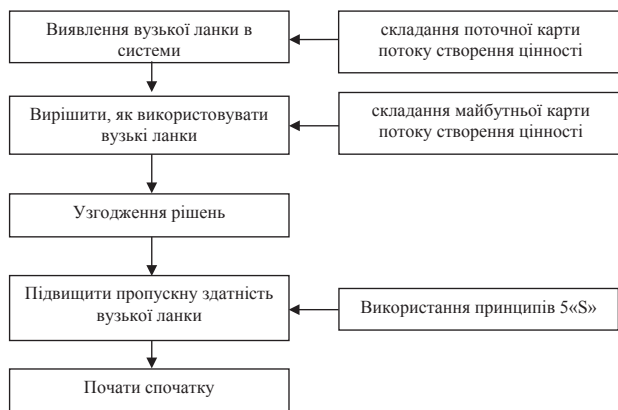 Виявлення вузької ланки в
системи
складання поточної карти
потоку створення цінності
Вирішити, як використовувати
вузькі ланки
складання майбутньої карти
потоку створення цінності
Узгодження рішень
Підвищити пропускну здатність
вузької ланки
Використання принципів 5«S»
Почати спочатку